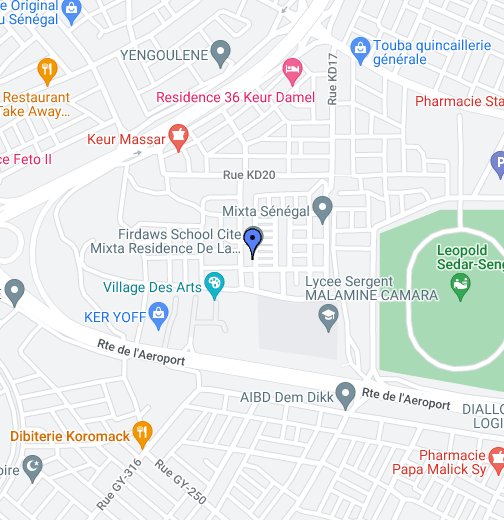 e Original
u Sénégal
YENGOULENE
Touba quincaillerie
générale
Rue KD17
Restaurant
Take Away...
Residence 36 Keur Damel
Pharmacie Sta
Keur Massar
ce Feto II
Rue KD20
P
Mixta Sénégal
Firdaws School Cite
Mixta Residence De La...
Leopold
Sedar-Seng
Village Des Arts
Lycee Sergent
MALAMINE CAMARA
E
KER YOFF
Rte de l'Aeroport
Rte de l'Aeroport
AIBD Dem Dikk
DIALLO
LOGI
Dibiterie Koromack
Pharmacie
Papa Malick Sy
oire
Rue GY-316
Rue GY-250